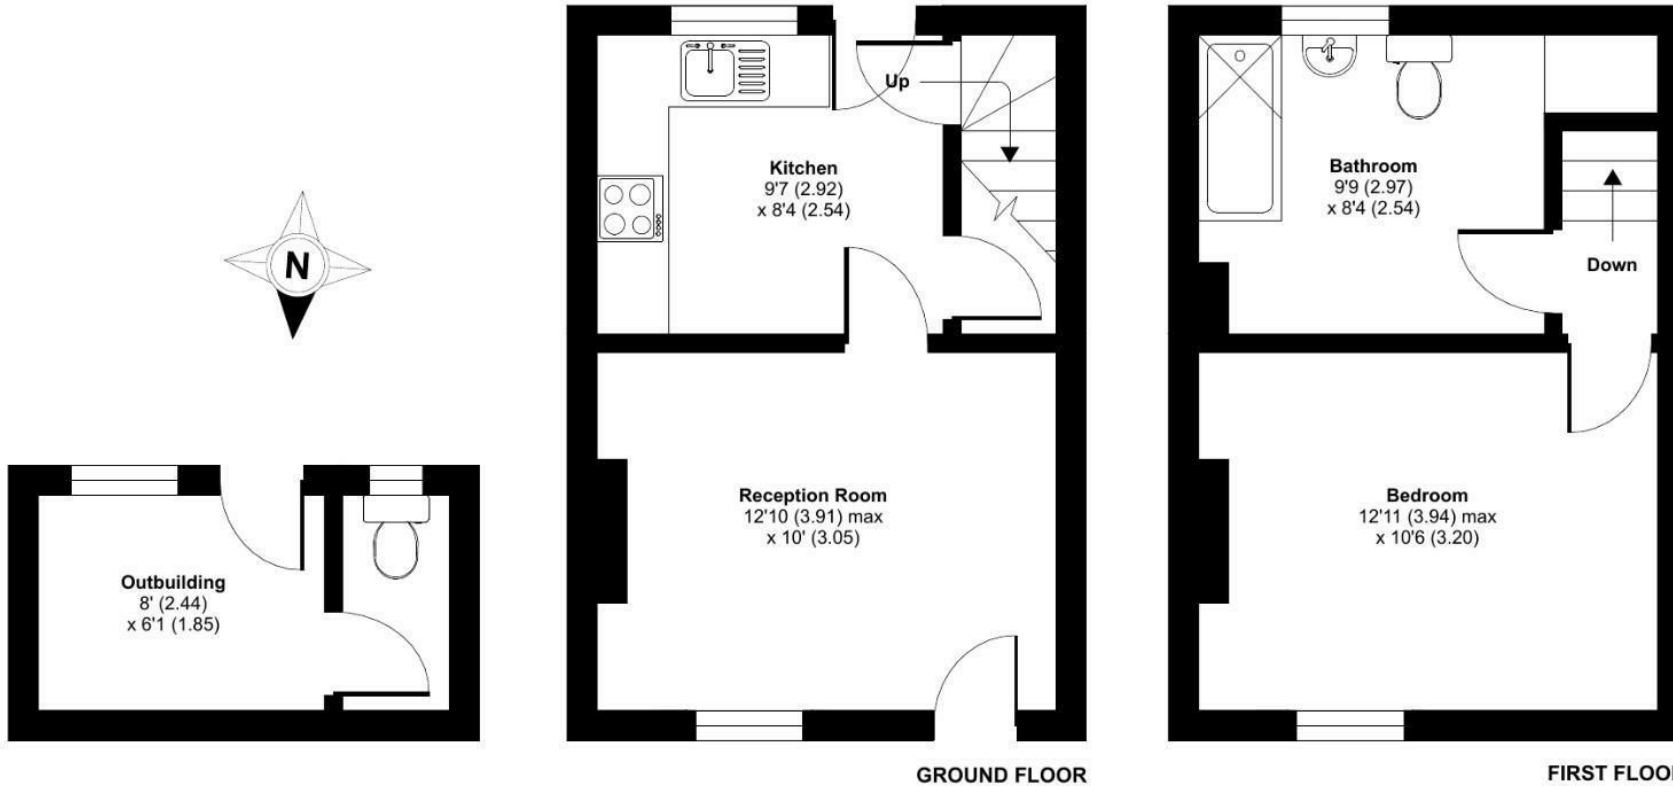 Up
Kitchen
9'7 (2.92)
x 8'4 (2.54)
Bathroom
9'9 (2.97)
x 8'4 (2.54)
N
Down
Reception Room
12'10 (3.91) max
x 10' (3.05)
Bedroom
12'11 (3.94) max
x 10'6 (3.20)
Outbuilding
8' (2.44)
x 6'1 (1.85)
GROUND FLOOR
FIRST FLOOR